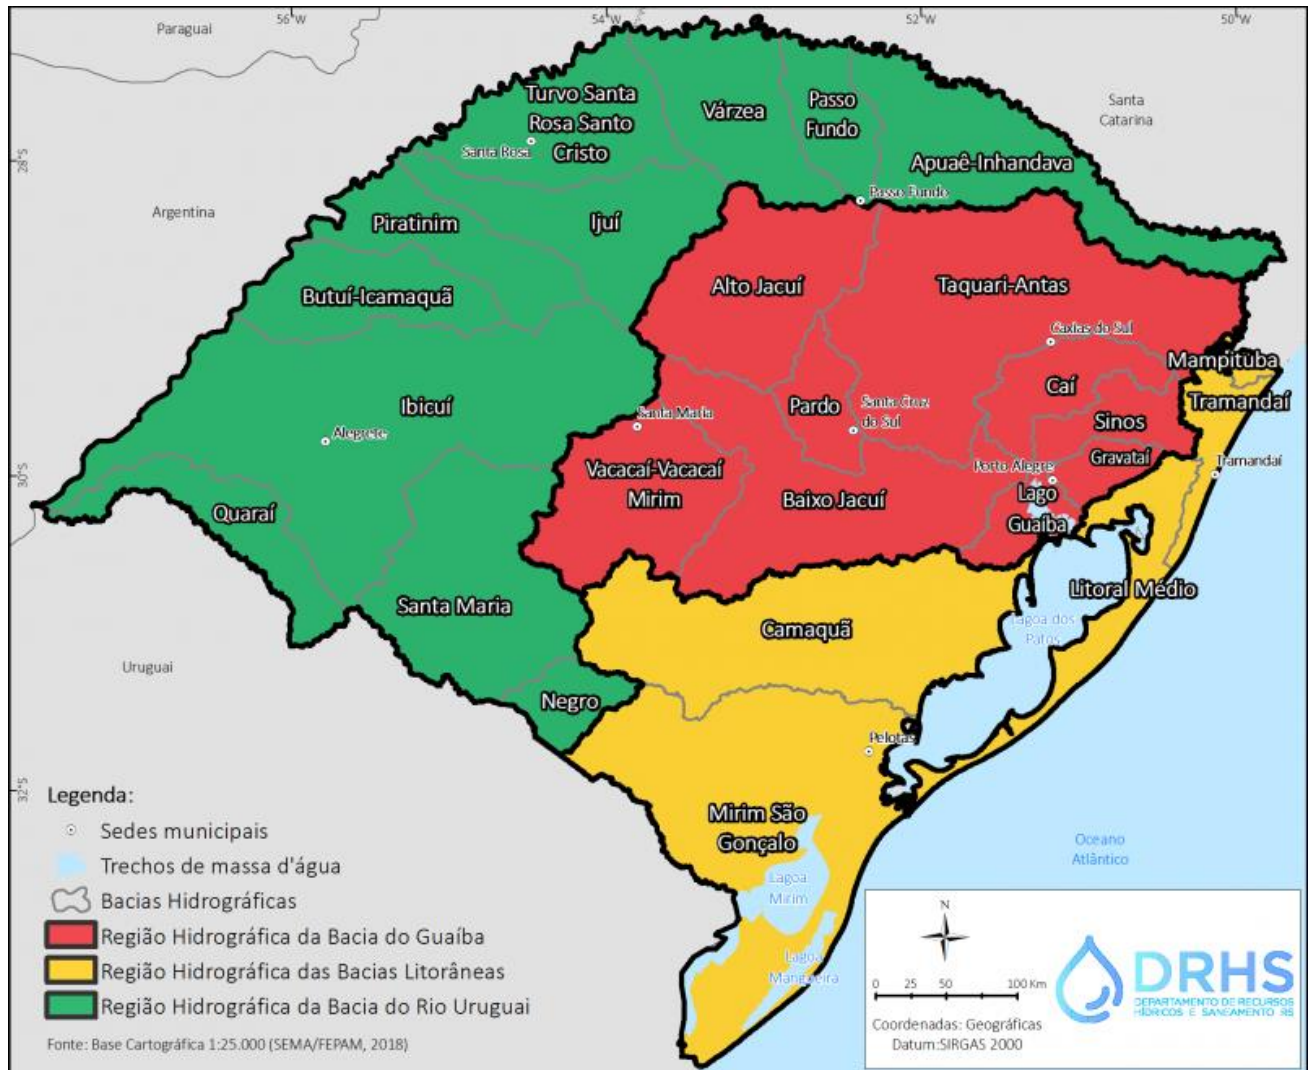 56°W
54°W
52°W
50°W
Paraguai
Santa
Catarina
Turvo Santa
Rosa Santo
Cristo
Várzea
Passo
Fundo
Santa Rosa
28°S
Apuaê-Inhandava
Passo Fundo
Argentina
Piratinim
Ijuí
Butuí-Icamaquã
Alto Jacuí
Taquari-Antas
Caxias do Sul
Mampituba
Caí
Tramandaí
Ibicuí
Pardo
Santa Cruz
do Sul
Santa Maria
Sinos
Alegrete
Gravataí
Tramandaí
Porto Alegre
30°S
Vacacaí-Vacacaí
Mirim
Baixo Jacuí
Lago
Guaíba
Quaraí
Litoral Médio
Santa Maria
Camaquã
Lagoa dos
Patos
Uruguai
Negro
Pelotas
32°S
Mirim São
Gonçalo
Oceano
Atlântico
Lagoa
Mirim
Lagoa
Mangueira
Legenda:
Sedes municipais
Trechos de massa d'água
Bacias Hidrográficas
Região Hidrográfica da Bacia do Guaíba
Região Hidrográfica das Bacias Litorâneas
Região Hidrográfica da Bacia do Rio Uruguai
Fonte: Base Cartográfica 1:25.000 (SEMA/FEPAM, 2018)
N
0 25 50 100 Km
Coordenadas: Geográficas
Datum:SIRGAS 2000
DRHS
DEPARTAMENTO DE RECURSOS
HÍDRICOS E SANEAMENTO RS